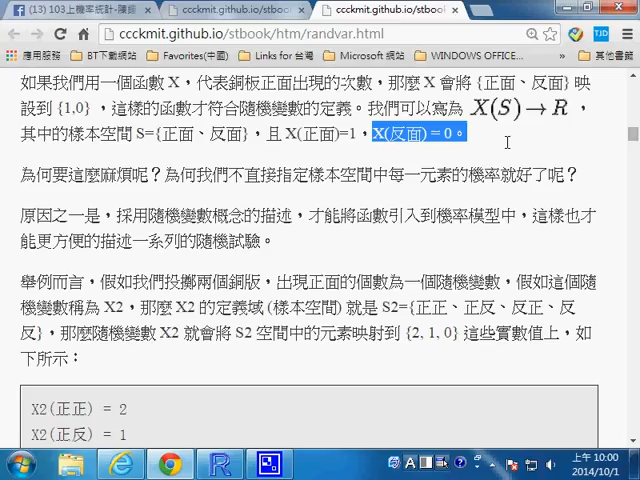 (1) 103上機率統計-陳鍾
ccckmit.github.io/stbook
ccckmit.github.io/stbook
ccckmit.github.io/stbook/htm/randvar.html
應用服務
BT下載網站
Favorites(中國)
Links for 台灣
Microsoft 網站
WINDOWS OFFICE...
其他書籤
如果我們用一個函數 X，代表銅板正面出現的次數，那麼 X 會將 {正面、反面} 映
設到 {1,0}，這樣的函數才符合隨機變數的定義。我們可以寫為 X(S)→R ，
其中的樣本空間 S={正面、反面}，且 X(正面)=1，X(反面) = 0。
為何要這麼麻煩呢？為何我們不直接指定樣本空間中每一元素的機率就好了呢？
原因之一是，採用隨機變數概念的描述，才能將函數引入到機率模型中，這樣也才
能更方便的描述一系列的隨機試驗。
舉例而言，假如我們投擲兩個銅版，出現正面的個數為一個隨機變數，假如這個隨
機變數稱為 X2，那麼 X2 的定義域 (樣本空間) 就是 S2={正正、正反、反正、反
反}，那麼隨機變數 X2 就會將 S2 空間中的元素映射到 {2, 1, 0} 這些實數值上，如
下所示：
X2(正正) = 2
X2(正反) = 1
上午 10:00
2014/10/1